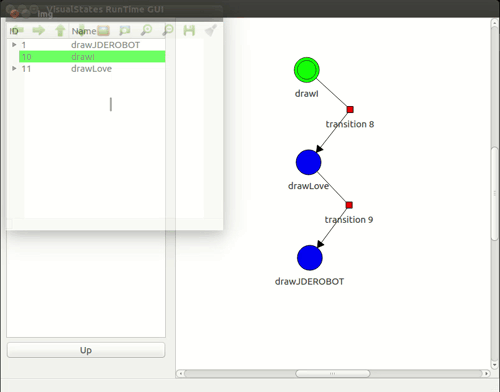 VisualStates RunTime GUI
Img
ID Name
1 drawJDEROBOT
10 drawI
11 drawLove
Up
drawI
transition 8
drawLove
transition 9
drawJDEROBOT